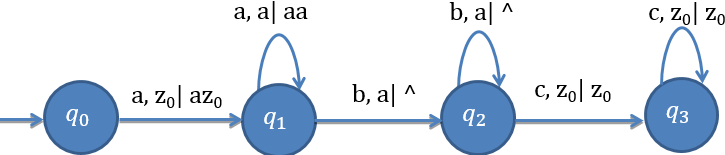 a, a| aa
b, a| ^
c, z₀| z₀
a, z₀| az₀
b, a| ^
c, z₀| z₀
q₀
q₁
q₂
q₃